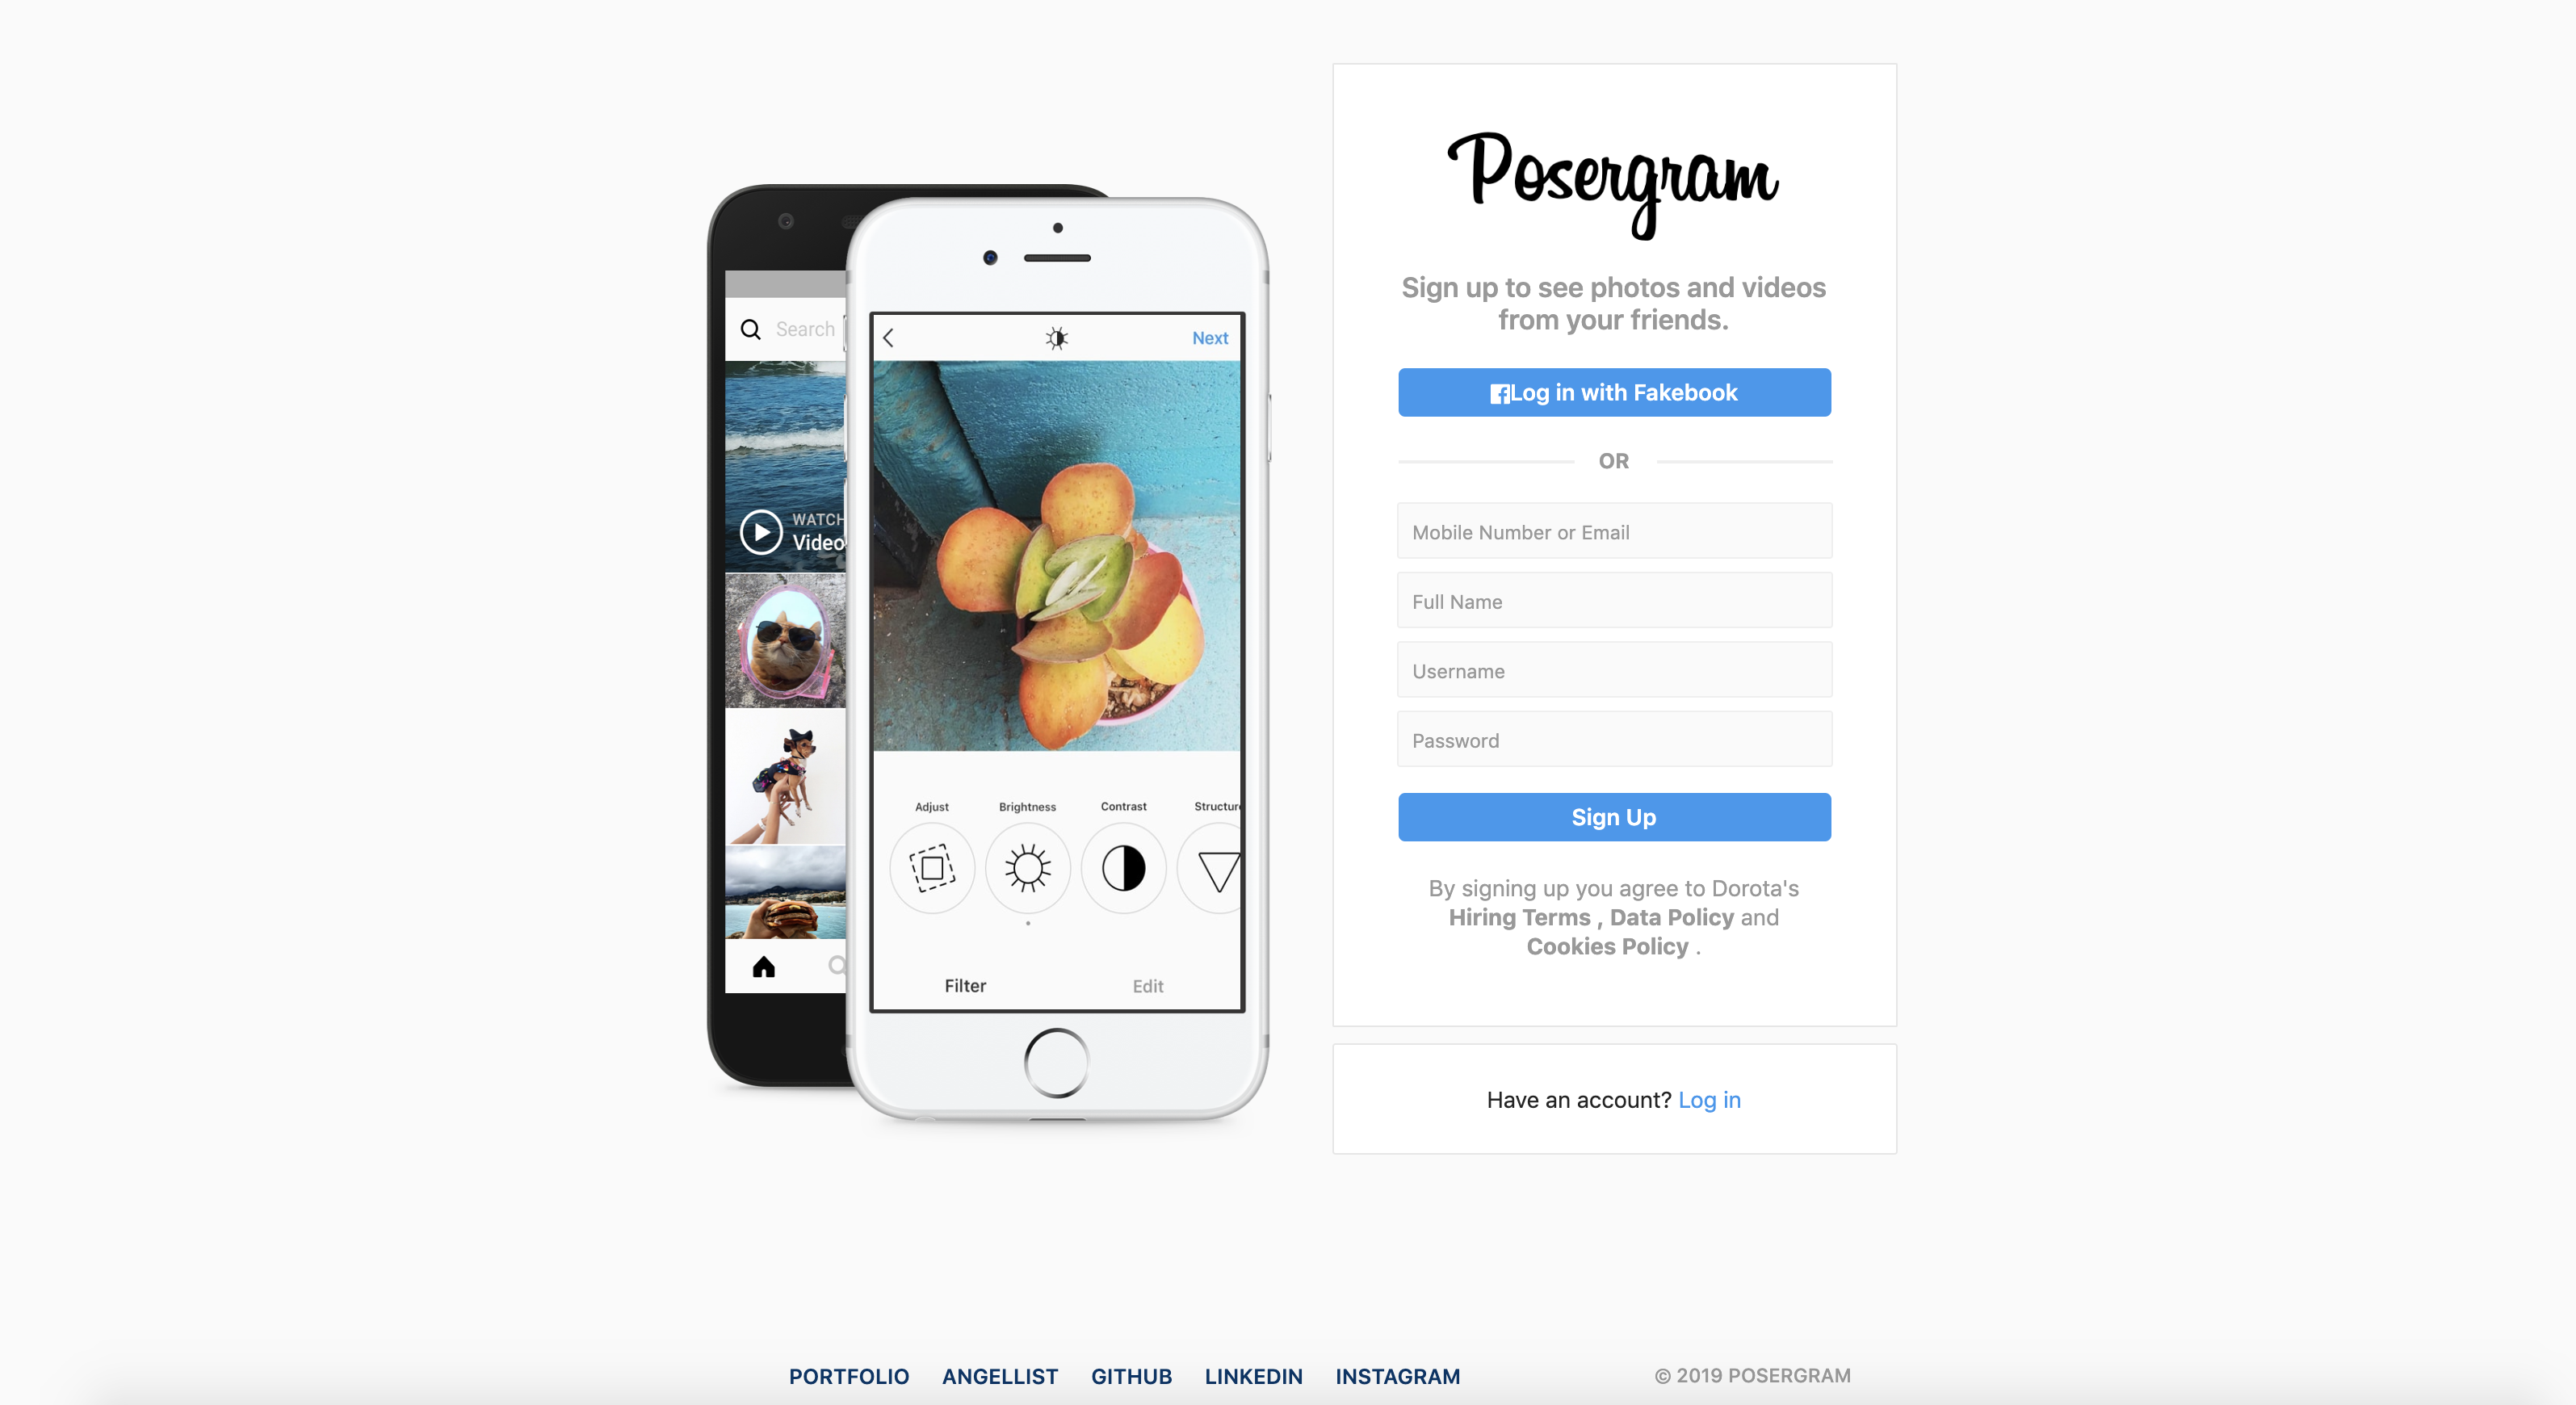 Search
WATCH
Video
Next
Adjust
Brightness
Contrast
Structure
Filter
Edit
Posergram
Sign up to see photos and videos
from your friends.
Log in with Fakebook
OR
Mobile Number or Email
Full Name
Username
Password
Sign Up
By signing up you agree to Dorota's
Hiring Terms , Data Policy and
Cookies Policy .
Have an account? Log in
PORTFOLIO ANGELLIST GITHUB LINKEDIN INSTAGRAM © 2019 POSERGRAM